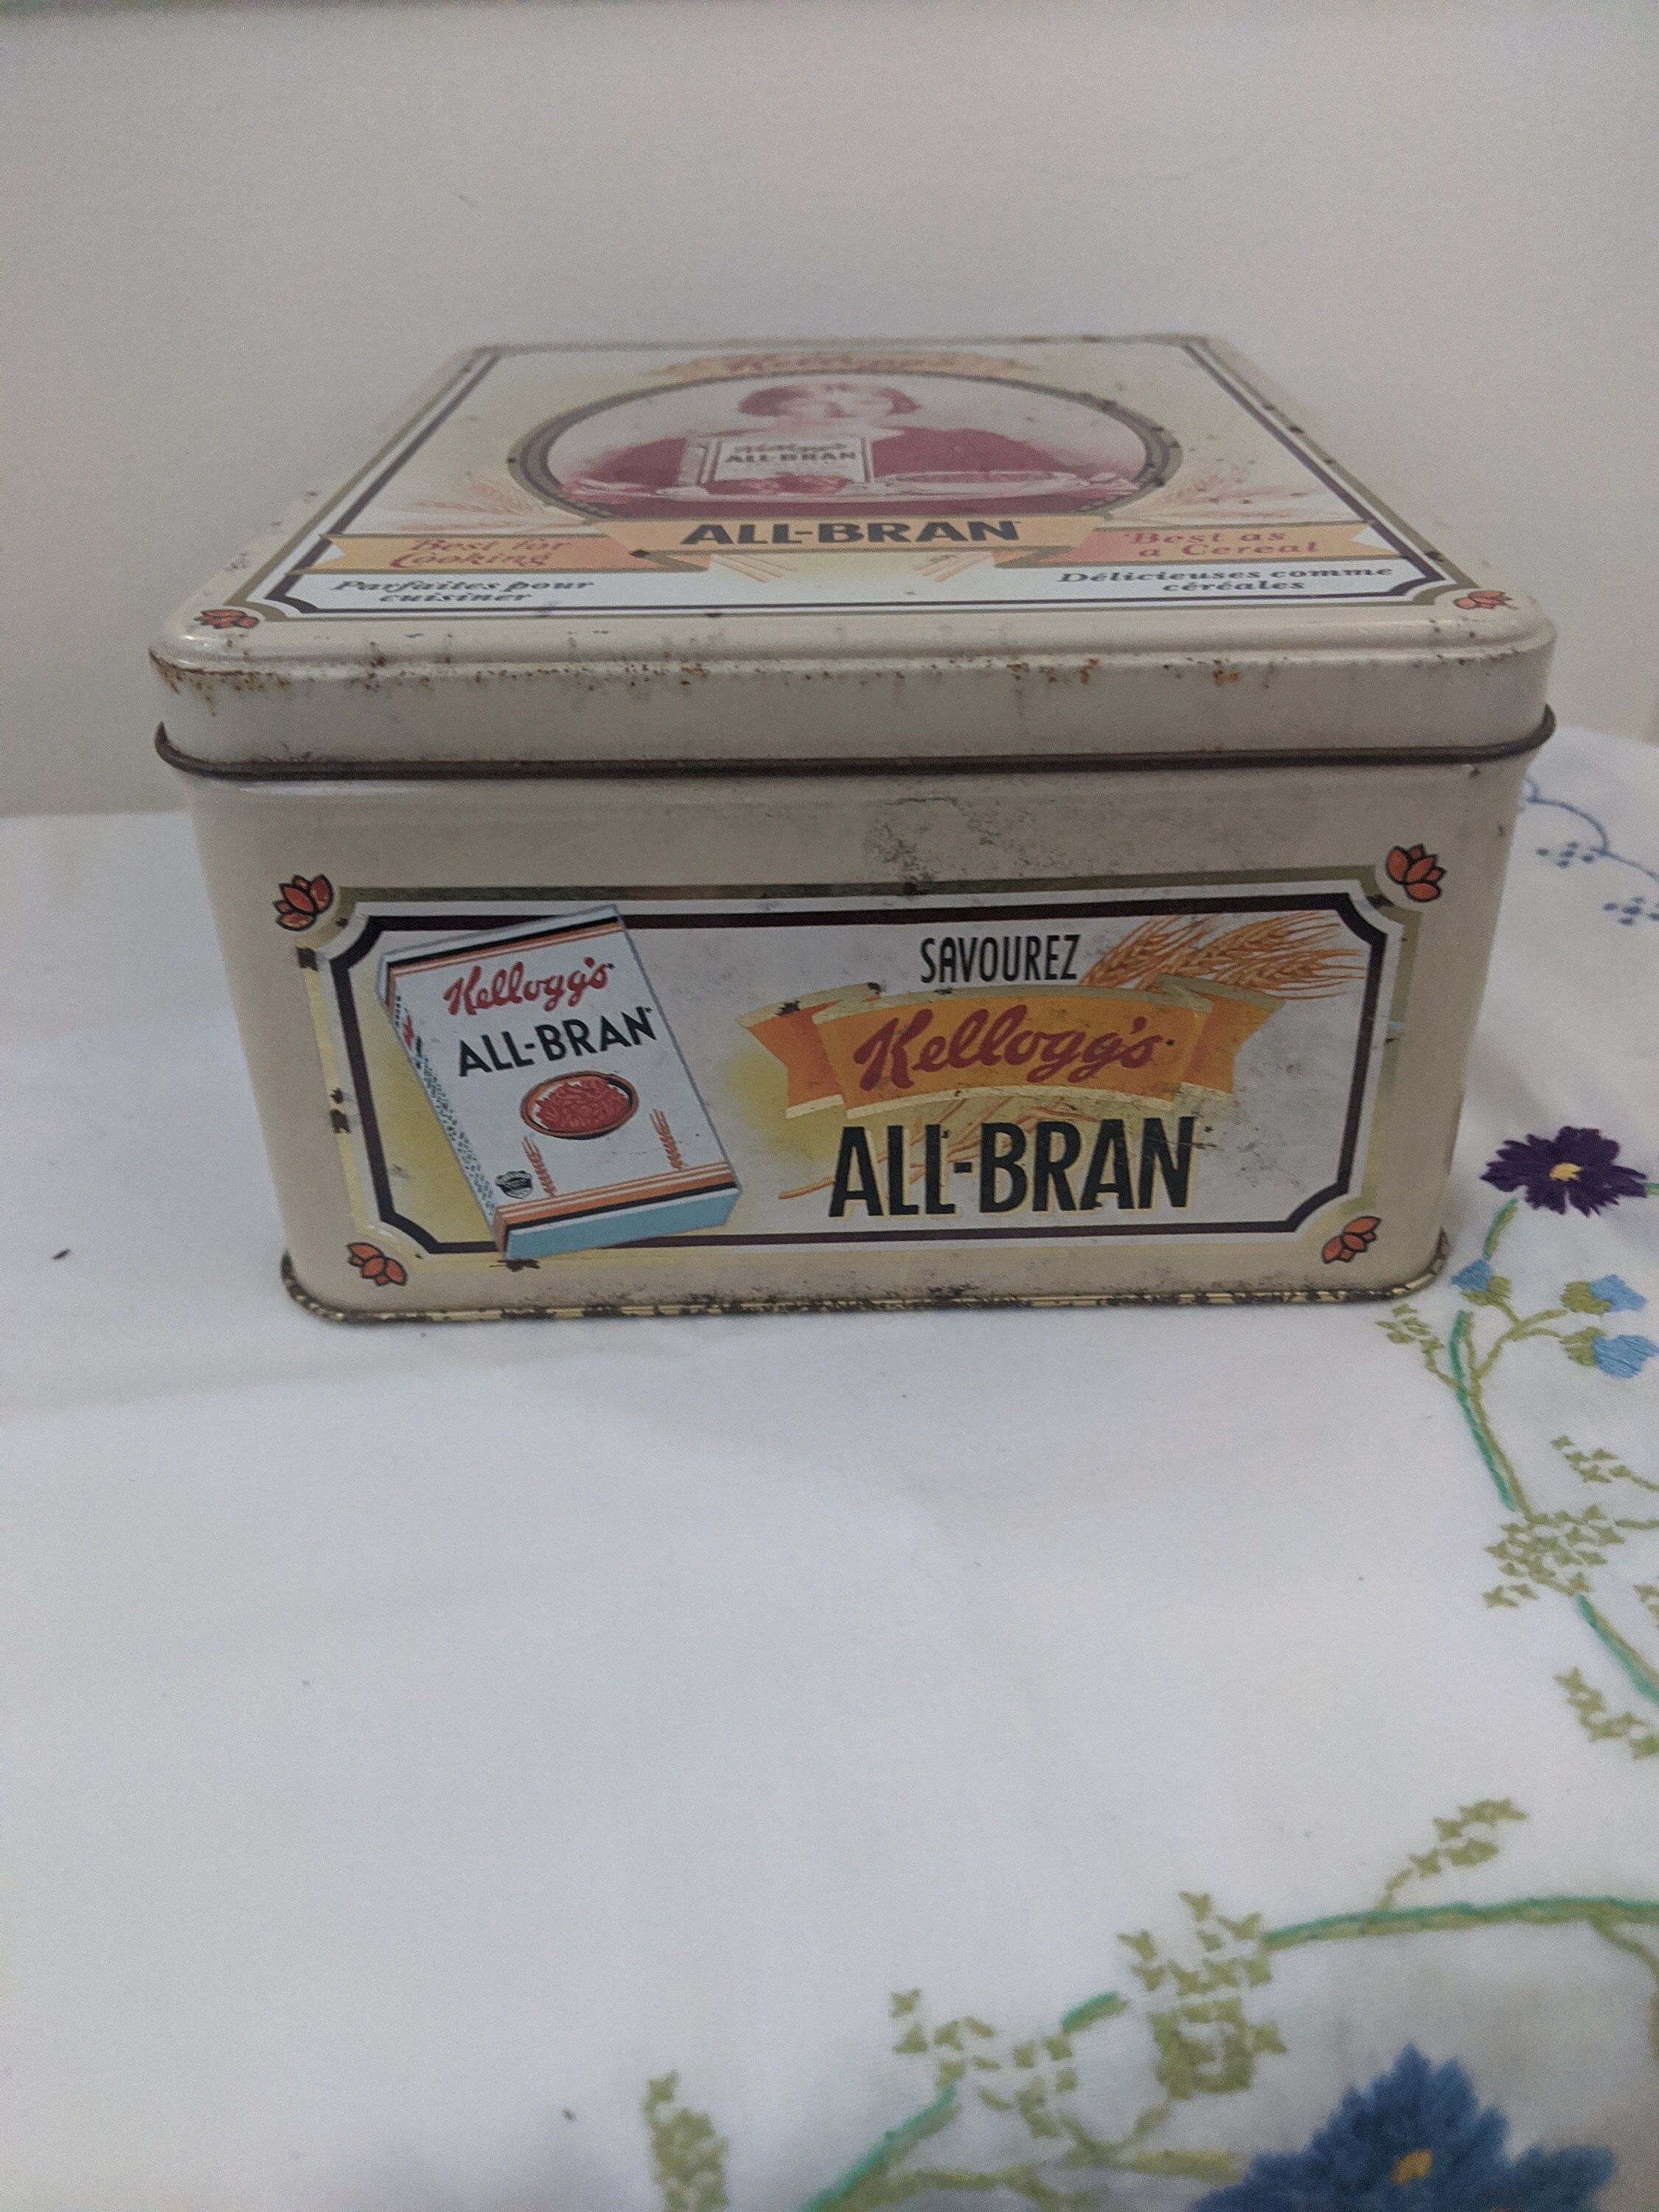 Kellogg's
Kellogg's
ALL-BRAN
ALL-BRAN
Best for
Cooking
Parfaites pour
cuisiner
Best as
a Cereal
Délicieuses comme
céréales
Kellogg's
ALL-BRAN
SAVOUREZ
Kellogg's
ALL-BRAN